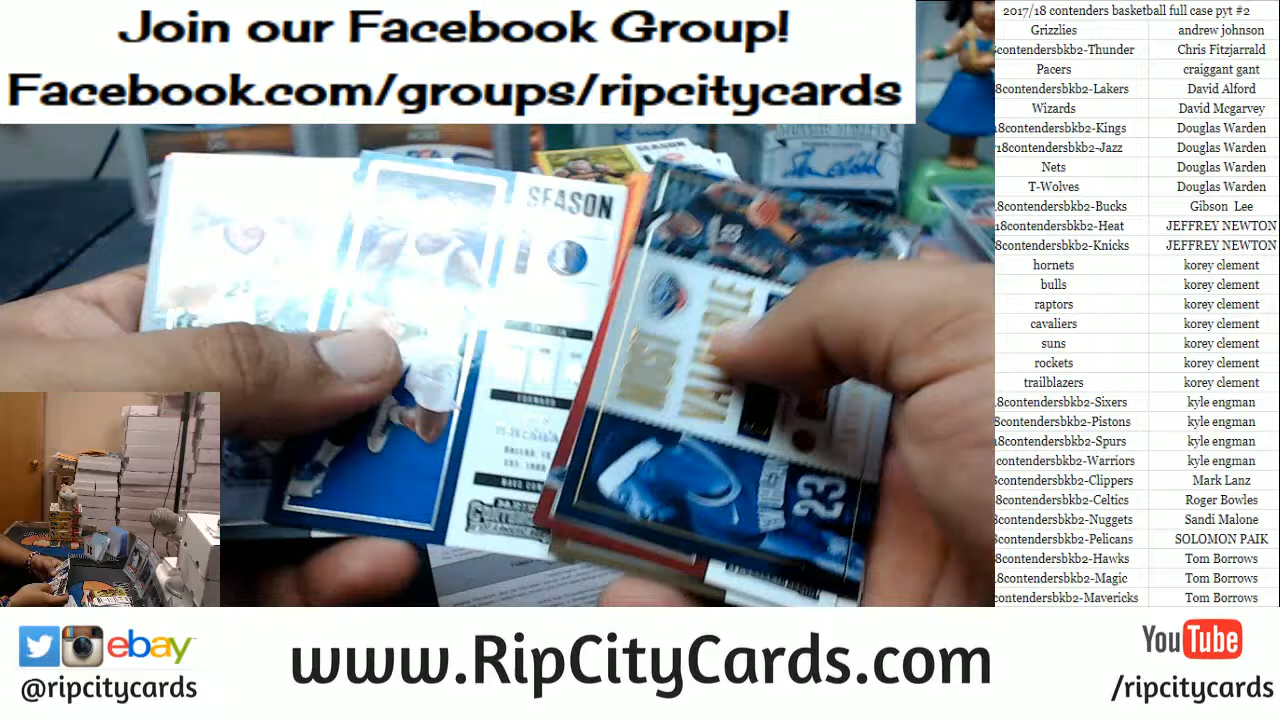 Join our Facebook Group!
Facebook.com/groups/ripcitycards
2017/18 contenders basketball full case pyt #2
Grizzlies andrew johnson
8contendersbkb2-Thunder Chris Fitzjarrald
Pacers craiggant gant
8contendersbkb2-Lakers David Alford
Wizards David Mcgarvey
18contendersbkb2-Kings Douglas Warden
18contendersbkb2-Jazz Douglas Warden
Nets Douglas Warden
T-Wolves Douglas Warden
8contendersbkb2-Bucks Gibson Lee
18contendersbkb2-Heat JEFFREY NEWTON
8contendersbkb2-Knicks JEFFREY NEWTON
hornets korey clement
bulls korey clement
raptors korey clement
cavaliers korey clement
suns korey clement
rockets korey clement
trailblazers korey clement
8contendersbkb2-Sixers kyle engman
8contendersbkb2-Pistons kyle engman
8contendersbkb2-Spurs kyle engman
contendersbkb2-Warriors kyle engman
8contendersbkb2-Clippers Mark Lanz
8contendersbkb2-Celtics Roger Bowles
8contendersbkb2-Nuggets Sandi Malone
8contendersbkb2-Pelicans SOLOMON PAIK
8contendersbkb2-Hawks Tom Borrows
8contendersbkb2-Magic Tom Borrows
contendersbkb2-Mavericks Tom Borrows
SEASON
SEASON
MOST
VALUABLE
23
ebay
@ripcitycards
www.RipCityCards.com
YouTube
/ripcitycards